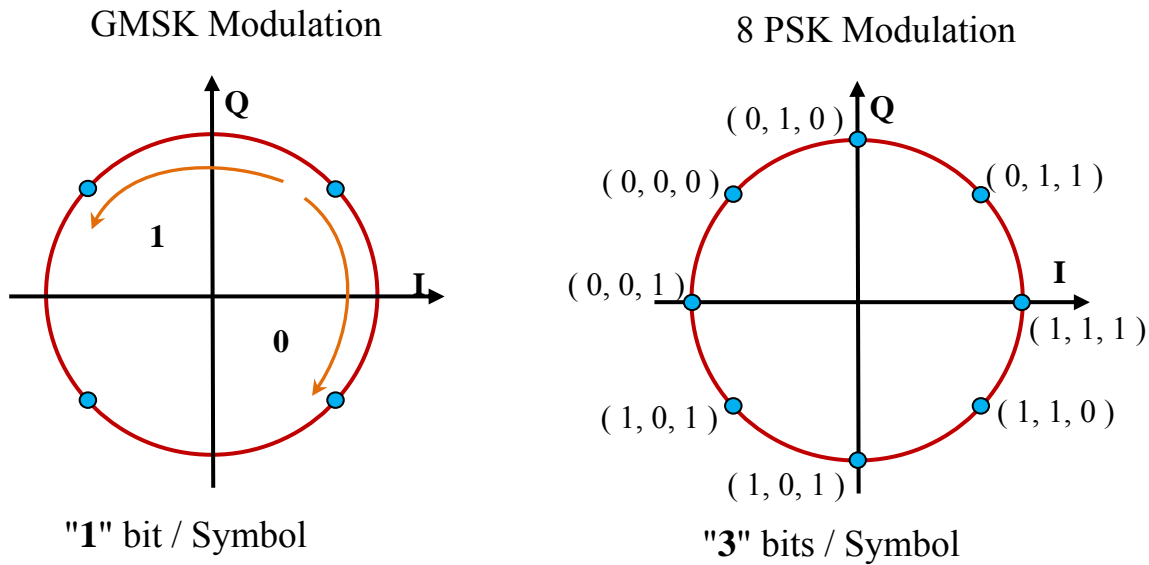 GMSK Modulation
Q
1
I
0
"1" bit / Symbol
8 PSK Modulation
Q
( 0, 1, 0 )
( 0, 0, 0 )
( 0, 1, 1 )
( 0, 0, 1 )
I
( 1, 1, 1 )
( 1, 0, 1 )
( 1, 1, 0 )
( 1, 0, 1 )
"3" bits / Symbol